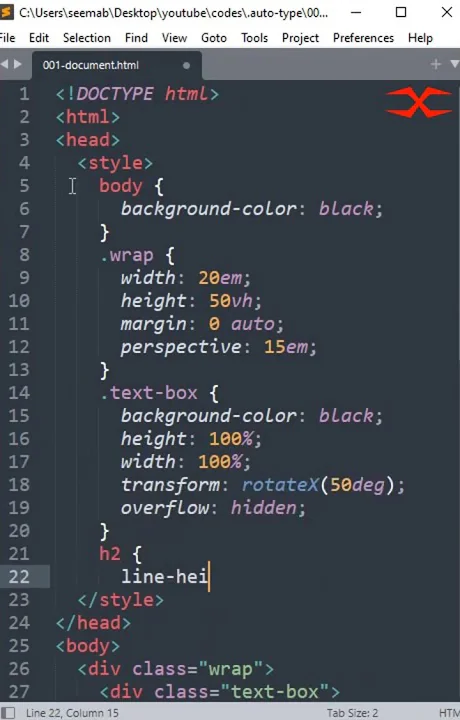 C:\Users\seemab\Desktop\youtube\codes\.auto-type\00...
File Edit Selection Find View Goto Tools Project Preferences Help
001-document.html
1 <!DOCTYPE html>
2 <html>
3 <head>
4 <style>
5 body {
6 background-color: black;
7 }
8 .wrap {
9 width: 20em;
10 height: 50vh;
11 margin: 0 auto;
12 perspective: 15em;
13 }
14 .text-box {
15 background-color: black;
16 height: 100%;
17 width: 100%;
18 transform: rotateX(50deg);
19 overflow: hidden;
20 }
21 h2 {
22 line-hei
23 </style>
24 </head>
25 <body>
26 <div class="wrap">
27 <div class="text-box">
Line 22, Column 15 Tab Size: 2 HTM